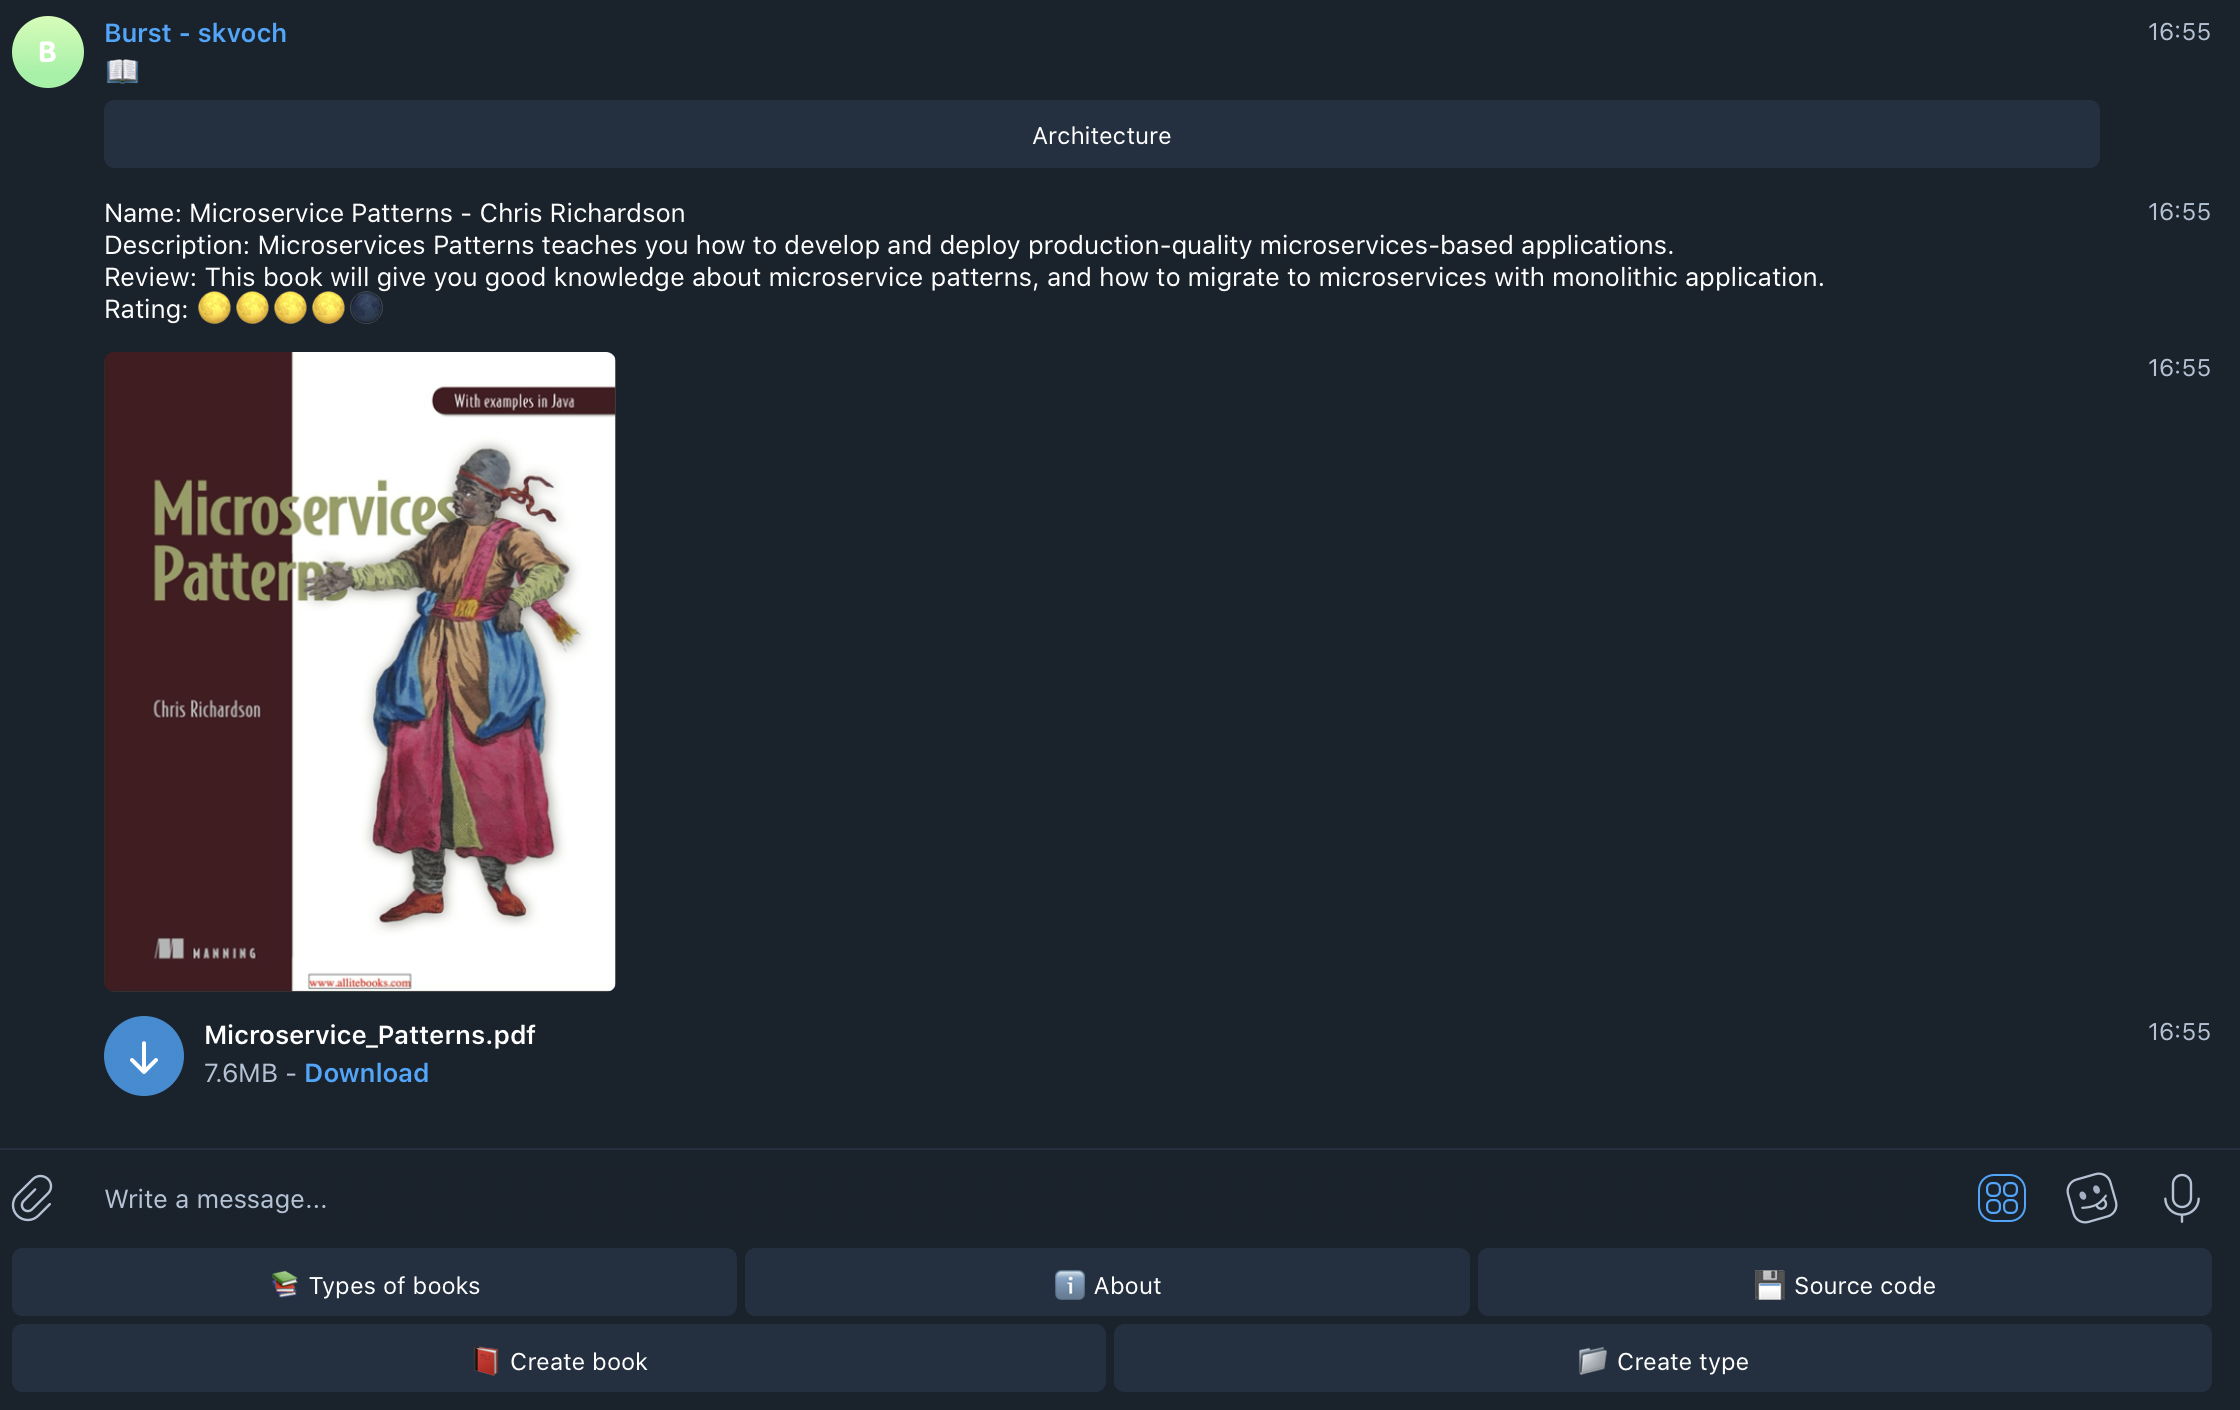 B
Burst - skvoch
16:55
Architecture
Name: Microservice Patterns - Chris Richardson
16:55
Description: Microservices Patterns teaches you how to develop and deploy production-quality microservices-based applications.
Review: This book will give you good knowledge about microservice patterns, and how to migrate to microservices with monolithic application.
Rating:
16:55
With examples in Java
Microservices
Patterns
Chris Richardson
MANNING
www.allitebooks.com
Microservice_Patterns.pdf
16:55
7.6MB - Download
Write a message...
Types of books
About
Source code
Create book
Create type